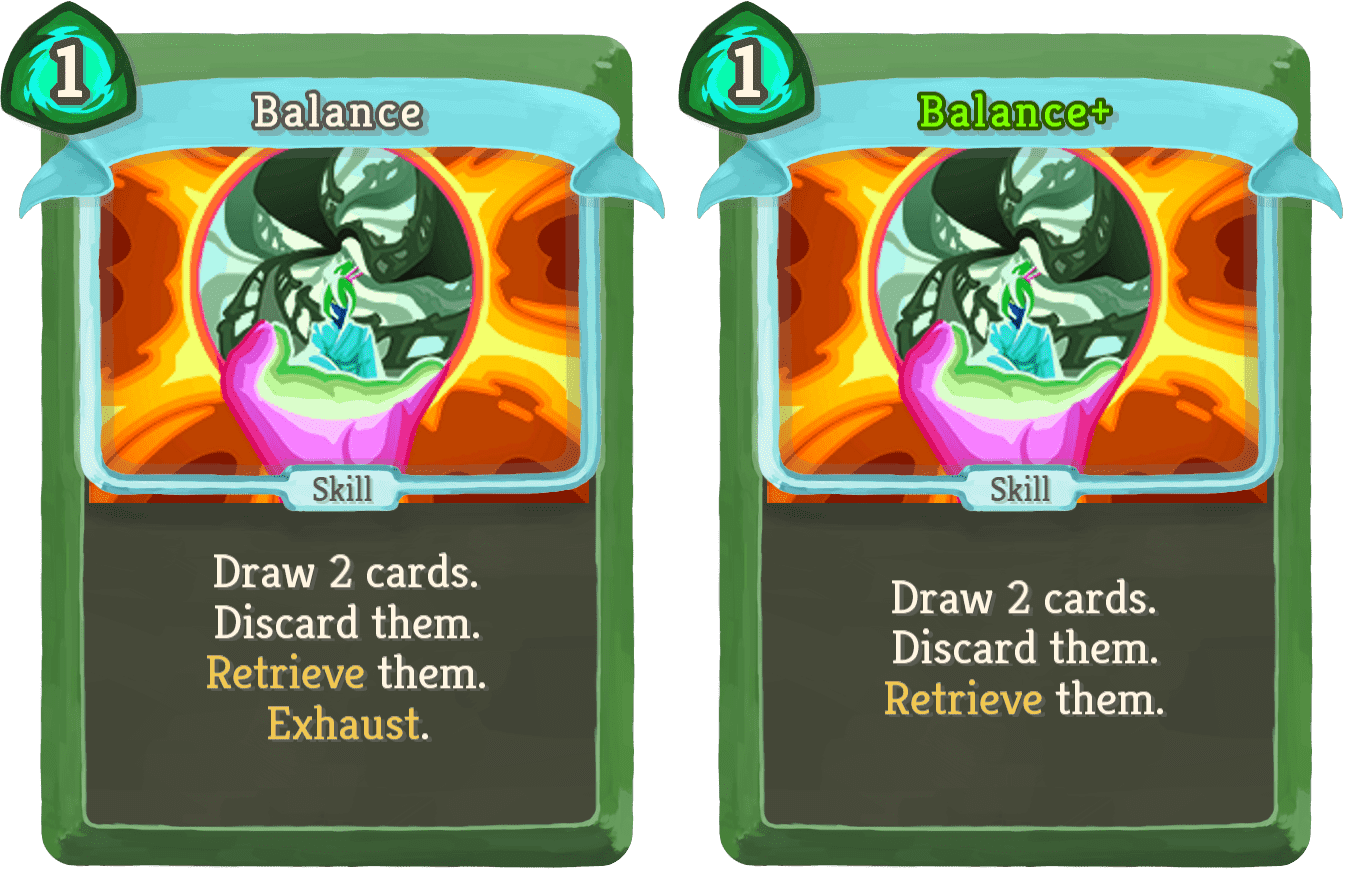 1
Balance
Skill
Draw 2 cards.
Discard them.
Retrieve them.
Exhaust.
1
Balance+
Skill
Draw 2 cards.
Discard them.
Retrieve them.